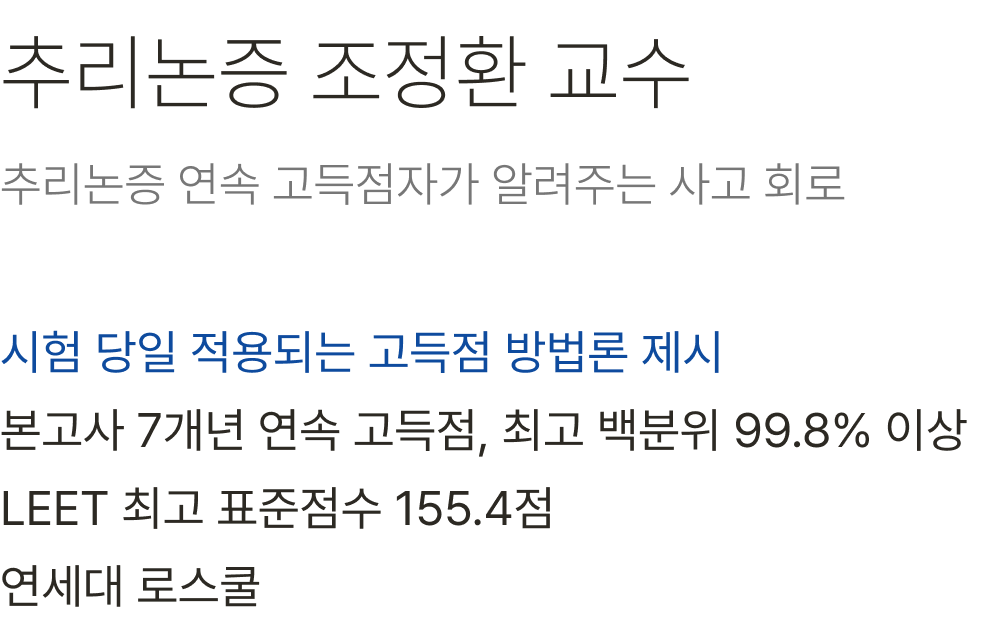 추리논증 조정환 교수
추리논증 연속 고득점자가 알려주는 사고 회로
시험 당일 적용되는 고득점 방법론 제시
본고사 7개년 연속 고득점, 최고 백분위 99.8% 이상
LEET 최고 표준점수 155.4점
연세대 로스쿨